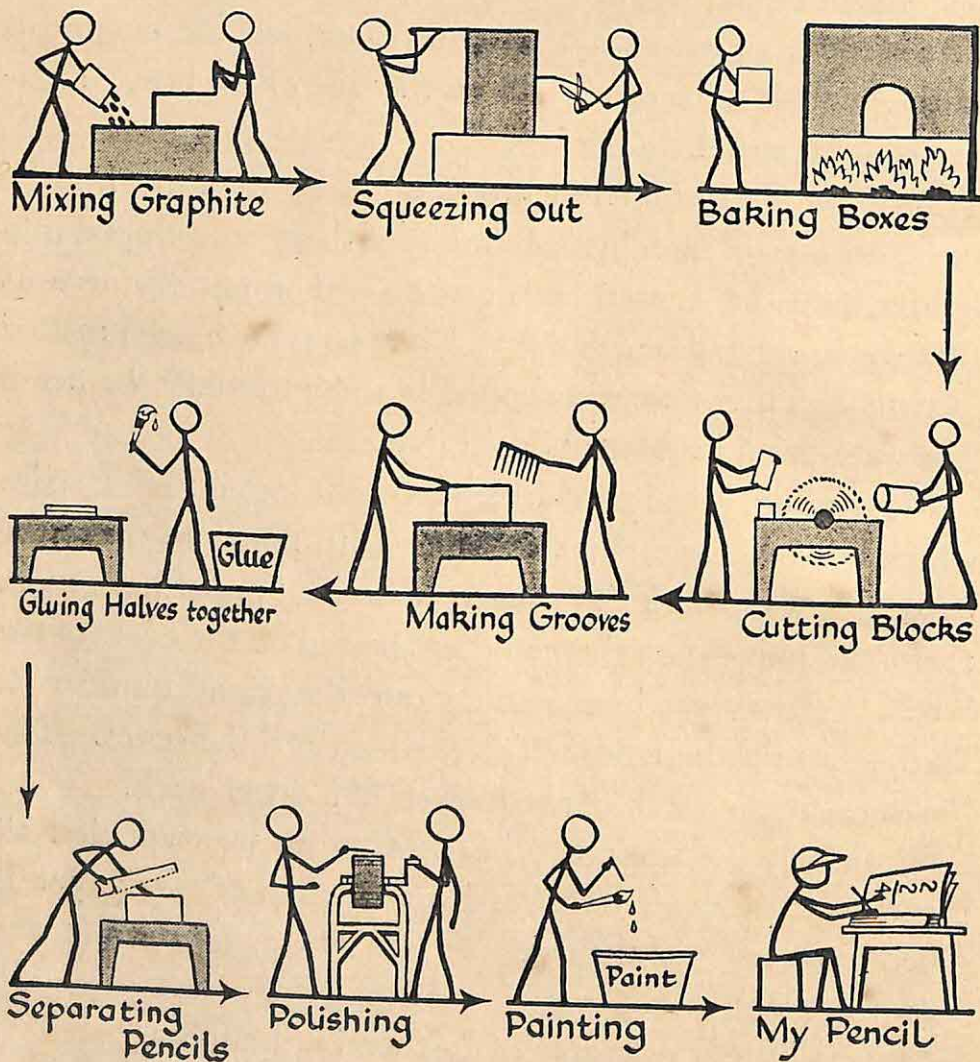 Mixing Graphite
Squeezing out
Baking Boxes
Cutting Blocks
Making Grooves
Glue
Gluing Halves together
Separating
Pencils
Polishing
Paint
Painting
My Pencil